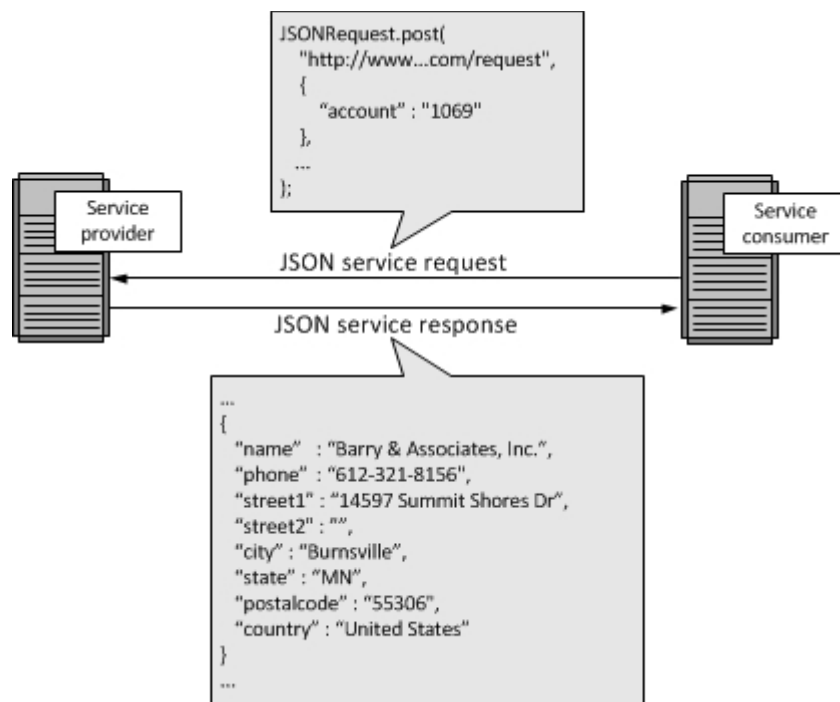 JSONRequest.post(
"http://www...com/request",
{
"account" : "1069"
},
...
};
Service
provider
Service
consumer
JSON service request
JSON service response
...
{
"name" : "Barry & Associates, Inc.",
"phone" : "612-321-8156",
"street1" : "14597 Summit Shores Dr",
"street2" : "",
"city" : "Burnsville",
"state" : "MN",
"postalcode" : "55306",
"country" : "United States"
}
...